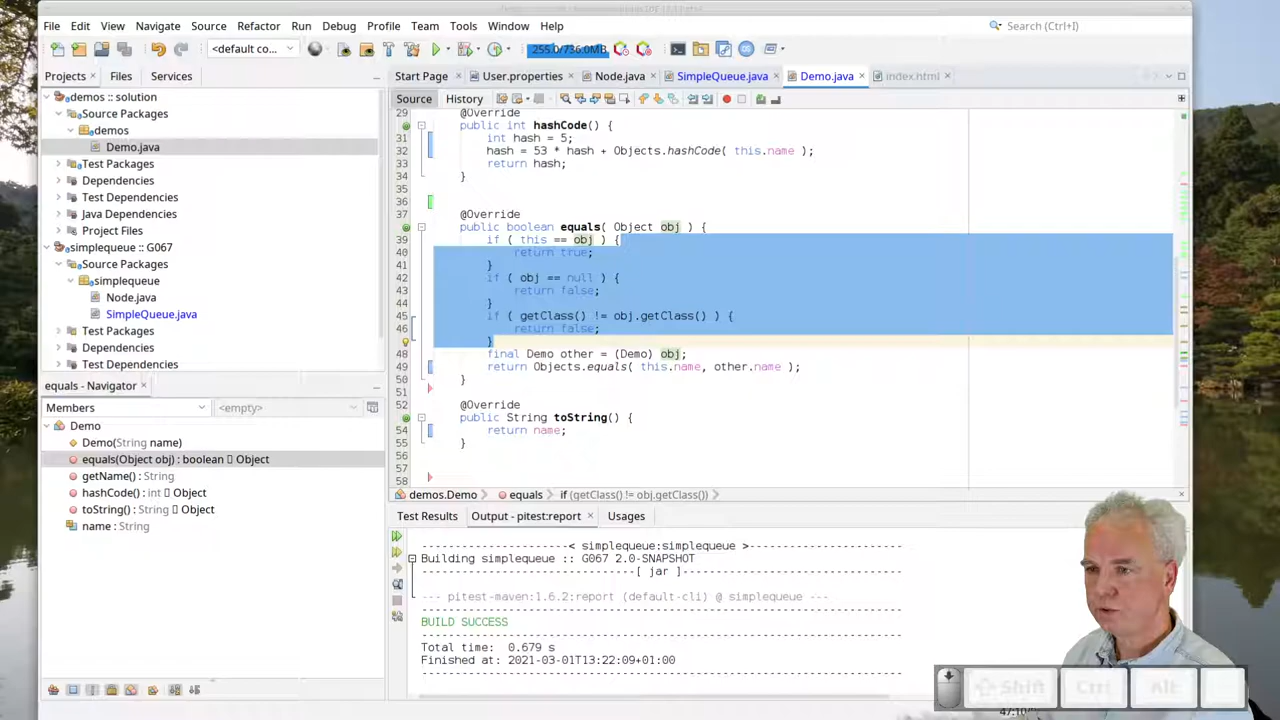 File Edit View Navigate Source Refactor Run Debug Profile Team Tools Window Help Search (Ctrl+I)
<default co... 255.0/736.0MB
Projects Files Services Start Page User.properties Node.java SimpleQueue.java Demo.java index.html
demos :: solution
Source Packages
demos
Demo.java
Test Packages
Dependencies
Test Dependencies
Java Dependencies
Project Files
simplequeue :: G067
Source Packages
simplequeue
Node.java
SimpleQueue.java
Test Packages
Dependencies
Test Dependencies
equals - Navigator
Members <empty>
Demo
Demo(String name)
equals(Object obj) : boolean Object
getName() : String
hashCode() : int Object
toString() : String Object
name : String
Source History
29 @Override
public int hashCode() {
31 int hash = 5;
32 hash = 53 * hash + Objects.hashCode( this.name );
33 return hash;
34 }
35
36
37 @Override
public boolean equals( Object obj ) {
39 if ( this == obj ) {
40 return true;
41 }
42 if ( obj == null ) {
43 return false;
44 }
45 if ( getClass() != obj.getClass() ) {
46 return false;
}
48 final Demo other = (Demo) obj;
49 return Objects.equals( this.name, other.name );
50 }
51
52 @Override
public String toString() {
54 return name;
55 }
56
57
58
demos.Demo equals if (getClass() != obj.getClass())
Test Results Output - pitest:report Usages
---------------------< simplequeue:simplequeue >----------------------
Building simplequeue :: G067 2.0-SNAPSHOT
--------------------------------[ jar ]---------------------------------
--- pitest-maven:1.6.2:report (default-cli) @ simplequeue ---
------------------------------------------------------------------------
BUILD SUCCESS
------------------------------------------------------------------------
Total time: 0.679 s
Finished at: 2021-03-01T13:22:09+01:00
------------------------------------------------------------------------
Shift Ctrl Alt